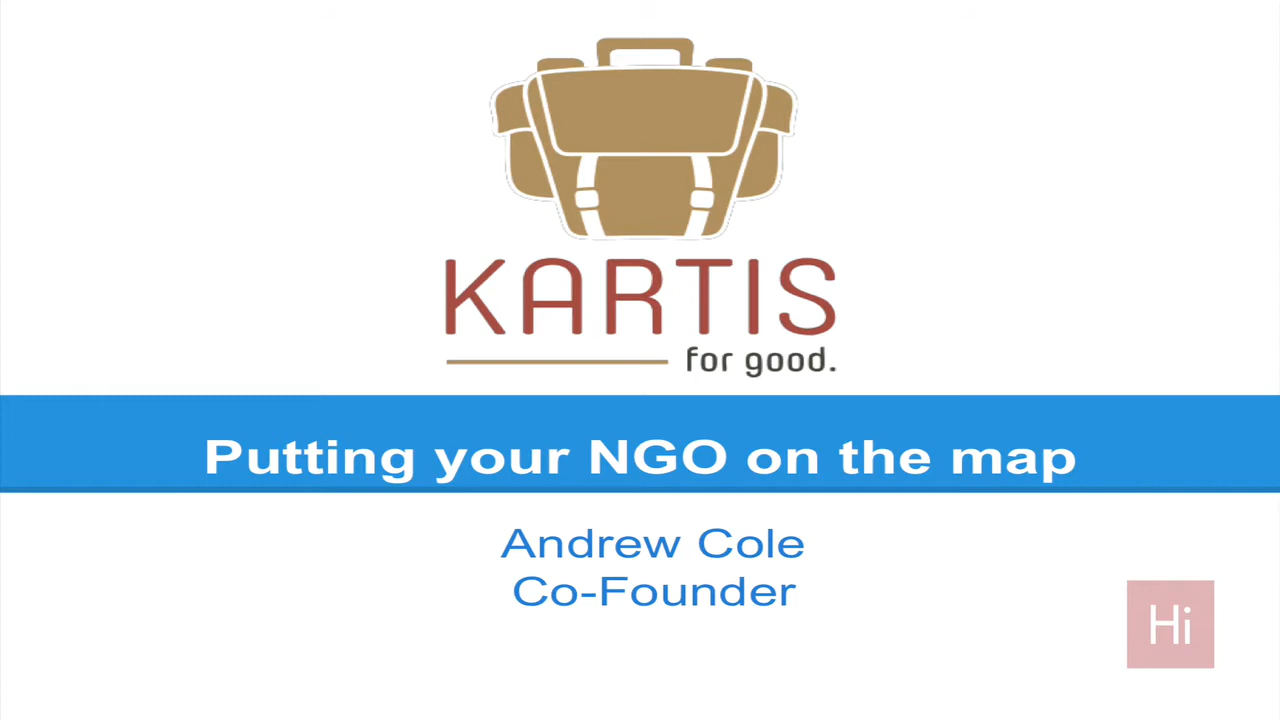 KARTIS
for good.
Putting your NGO on the map
Andrew Cole
Co-Founder
Hi